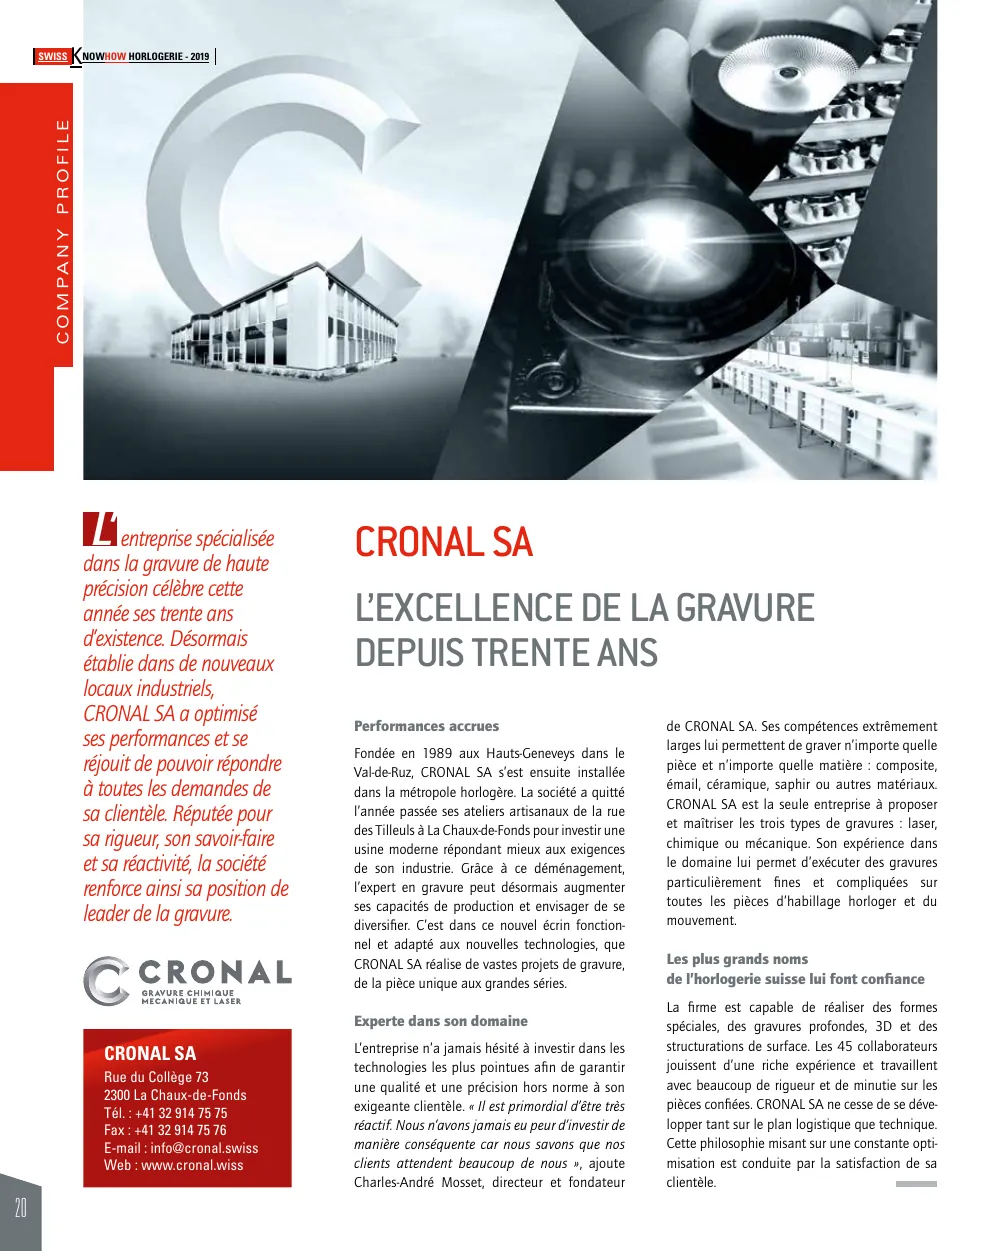 SWISS KNOWHOW HORLOGERIE - 2019
COMPANY PROFILE
L'entreprise spécialisée
dans la gravure de haute
précision célèbre cette
année ses trente ans
d'existence. Désormais
établie dans de nouveaux
locaux industriels,
CRONAL SA a optimisé
ses performances et se
réjouit de pouvoir répondre
à toutes les demandes de
sa clientèle. Réputée pour
sa rigueur, son savoir-faire
et sa réactivité, la société
renforce ainsi sa position de
leader de la gravure.
CRONAL
GRAVURE CHIMIQUE
MECANIQUE ET LASER
CRONAL SA
Rue du Collège 73
2300 La Chaux-de-Fonds
Tél. : +41 32 914 75 75
Fax : +41 32 914 75 76
E-mail : info@cronal.swiss
Web : www.cronal.wiss
CRONAL SA
L'EXCELLENCE DE LA GRAVURE
DEPUIS TRENTE ANS
Performances accrues
Fondée en 1989 aux Hauts-Geneveys dans le
Val-de-Ruz, CRONAL SA s'est ensuite installée
dans la métropole horlogère. La société a quitté
l'année passée ses ateliers artisanaux de la rue
des Tilleuls à La Chaux-de-Fonds pour investir une
usine moderne répondant mieux aux exigences
de son industrie. Grâce à ce déménagement,
l'expert en gravure peut désormais augmenter
ses capacités de production et envisager de se
diversifier. C'est dans ce nouvel écrin fonction-
nel et adapté aux nouvelles technologies, que
CRONAL SA réalise de vastes projets de gravure,
de la pièce unique aux grandes séries.
Experte dans son domaine
L'entreprise n'a jamais hésité à investir dans les
technologies les plus pointues afin de garantir
une qualité et une précision hors norme à son
exigeante clientèle. « Il est primordial d'être très
réactif. Nous n'avons jamais eu peur d'investir de
manière conséquente car nous savons que nos
clients attendent beaucoup de nous », ajoute
Charles-André Mosset, directeur et fondateur
de CRONAL SA. Ses compétences extrêmement
larges lui permettent de graver n'importe quelle
pièce et n'importe quelle matière : composite,
émail, céramique, saphir ou autres matériaux.
CRONAL SA est la seule entreprise à proposer
et maîtriser les trois types de gravures : laser,
chimique ou mécanique. Son expérience dans
le domaine lui permet d'exécuter des gravures
particulièrement fines et compliquées sur
toutes les pièces d'habillage horloger et du
mouvement.
Les plus grands noms
de l'horlogerie suisse lui font confiance
La firme est capable de réaliser des formes
spéciales, des gravures profondes, 3D et des
structurations de surface. Les 45 collaborateurs
jouissent d'une riche expérience et travaillent
avec beaucoup de rigueur et de minutie sur les
pièces confiées. CRONAL SA ne cesse de se déve-
lopper tant sur le plan logistique que technique.
Cette philosophie misant sur une constante opti-
misation est conduite par la satisfaction de sa
clientèle.
20